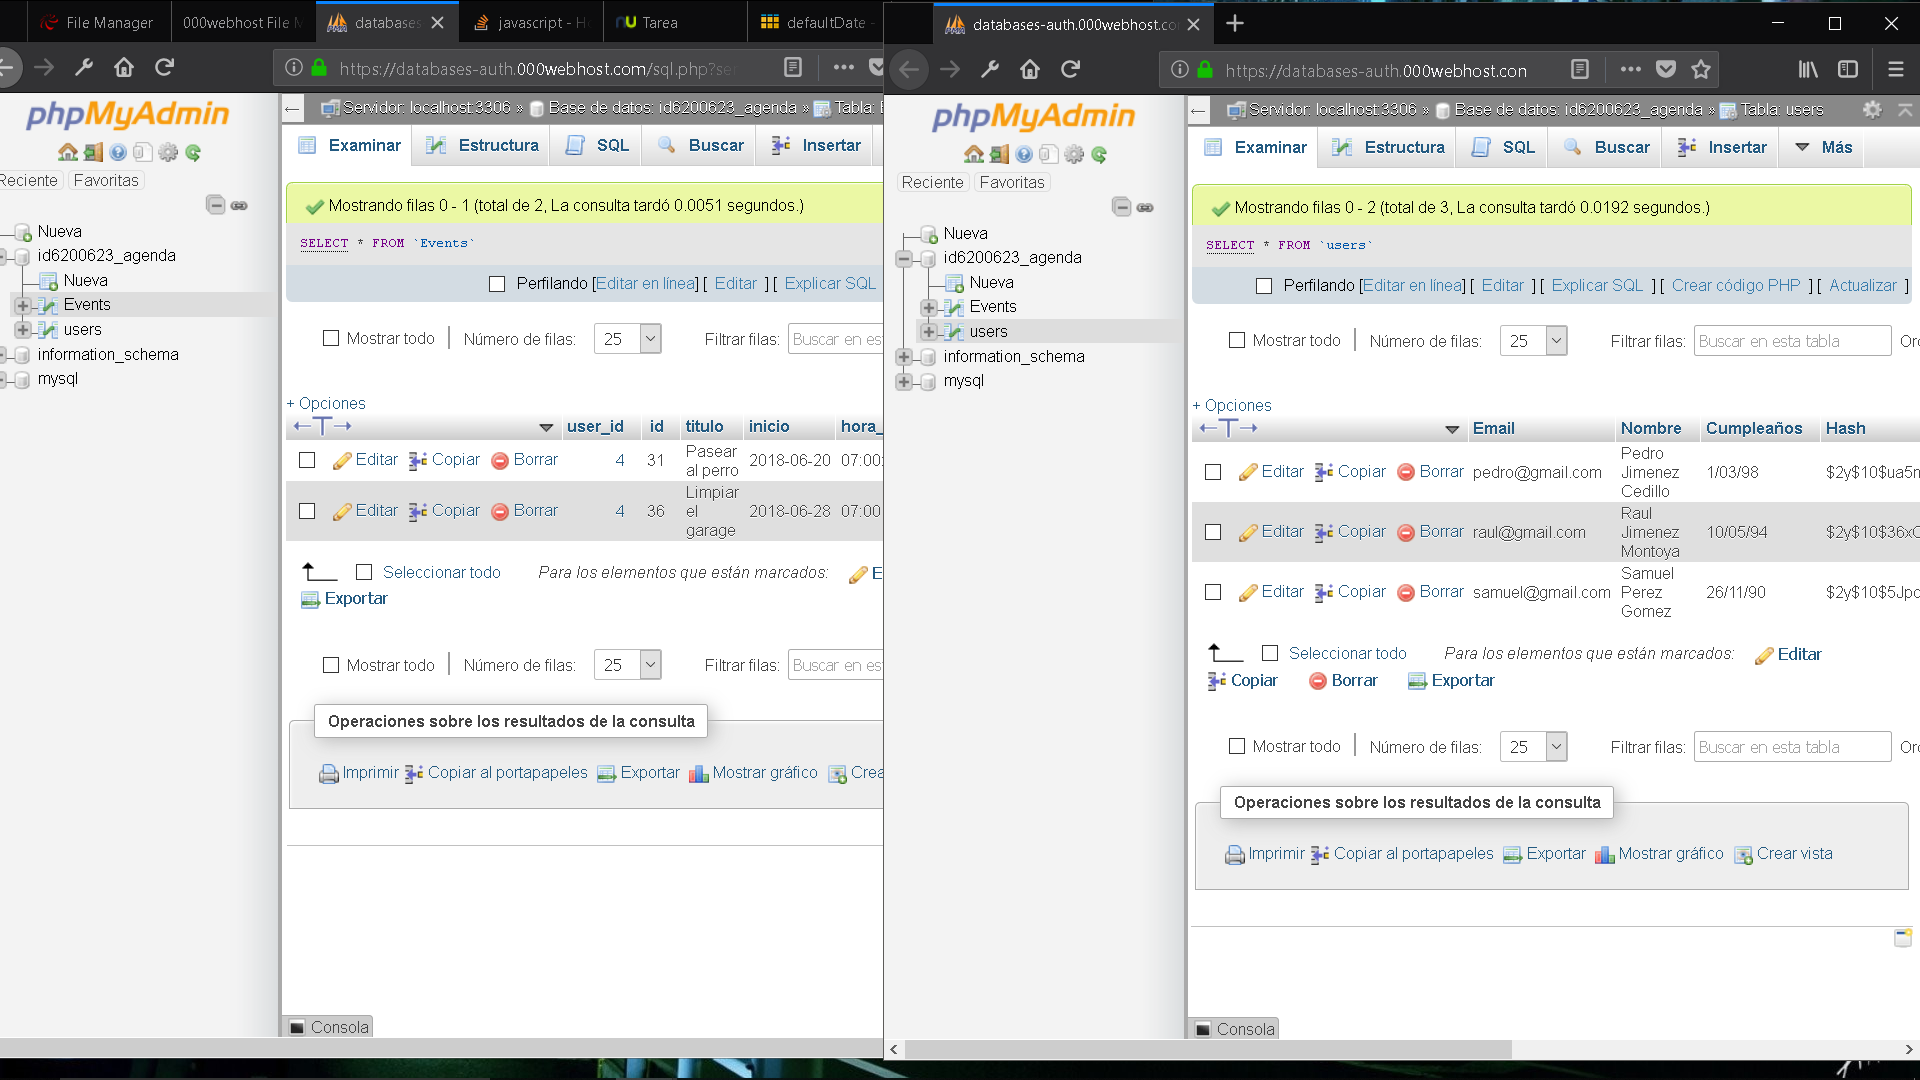 File Manager
000webhost File M
databases
javascript - H
Tarea
defaultDate -
https://databases-auth.000webhost.com/sql.php?se
phpMyAdmin
Reciente
Favoritas
Nueva
id6200623_agenda
Nueva
Events
users
information_schema
mysql
Servidor: localhost:3306 » Base de datos: id6200623_agenda » Tabla: E
Examinar
Estructura
SQL
Buscar
Insertar
Mostrando filas 0 - 1 (total de 2, La consulta tardó 0.0051 segundos.)
SELECT * FROM `Events`
Perfilando [Editar en línea] [ Editar ] [ Explicar SQL
Mostrar todo
Número de filas: 25
Filtrar filas: Buscar en es
+ Opciones
user_id id titulo inicio hora_
Editar Copiar Borrar 4 31 Pasear al perro 2018-06-20 07:00:
Editar Copiar Borrar 4 36 Limpiar el garage 2018-06-28 07:00
Seleccionar todo Para los elementos que están marcados: E
Exportar
Mostrar todo
Número de filas: 25
Filtrar filas: Buscar en es
Operaciones sobre los resultados de la consulta
Imprimir Copiar al portapapeles Exportar Mostrar gráfico Crea
Consola
databases-auth.000webhost.co
https://databases-auth.000webhost.con
phpMyAdmin
Reciente
Favoritas
Nueva
id6200623_agenda
Nueva
Events
users
information_schema
mysql
Servidor: localhost:3306 » Base de datos: id6200623_agenda » Tabla: users
Examinar
Estructura
SQL
Buscar
Insertar
Más
Mostrando filas 0 - 2 (total de 3, La consulta tardó 0.0192 segundos.)
SELECT * FROM `users`
Perfilando [Editar en línea] [ Editar ] [ Explicar SQL ] [ Crear código PHP ] [ Actualizar ]
Mostrar todo
Número de filas: 25
Filtrar filas: Buscar en esta tabla
Orc
+ Opciones
Email Nombre Cumpleaños Hash
Editar Copiar Borrar pedro@gmail.com Pedro Jimenez Cedillo 1/03/98 $2y$10$ua5n
Editar Copiar Borrar raul@gmail.com Raul Jimenez Montoya 10/05/94 $2y$10$36xC
Editar Copiar Borrar samuel@gmail.com Samuel Perez Gomez 26/11/90 $2y$10$5Jpc
Seleccionar todo Para los elementos que están marcados: Editar
Copiar Borrar Exportar
Mostrar todo
Número de filas: 25
Filtrar filas: Buscar en esta tabla
Orc
Operaciones sobre los resultados de la consulta
Imprimir Copiar al portapapeles Exportar Mostrar gráfico Crear vista
Consola